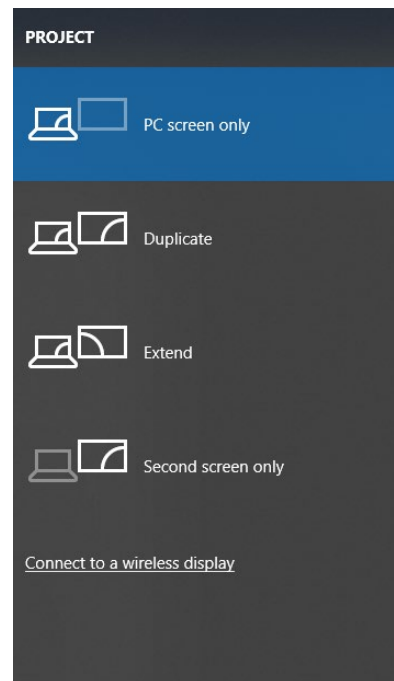 PROJECT
PC screen only
Duplicate
Extend
Second screen only
Connect to a wireless display